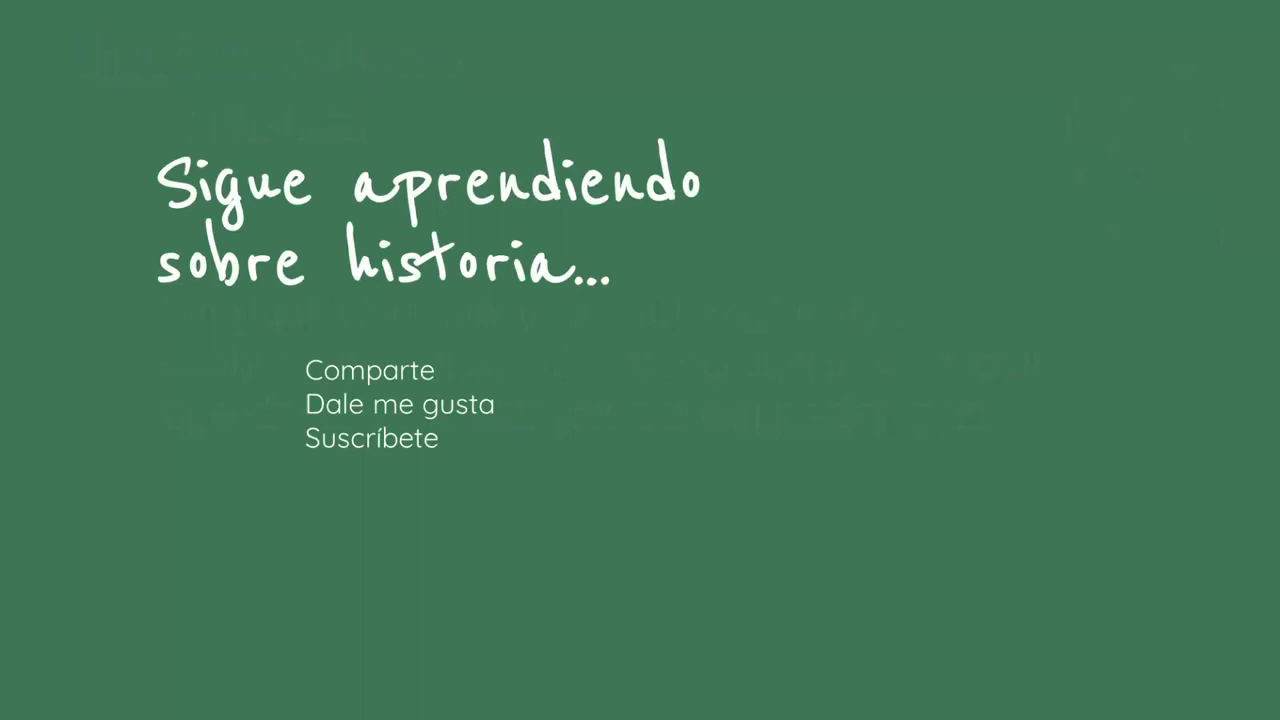 Sigue aprendiendo
sobre historia...
Comparte
Dale me gusta
Suscríbete